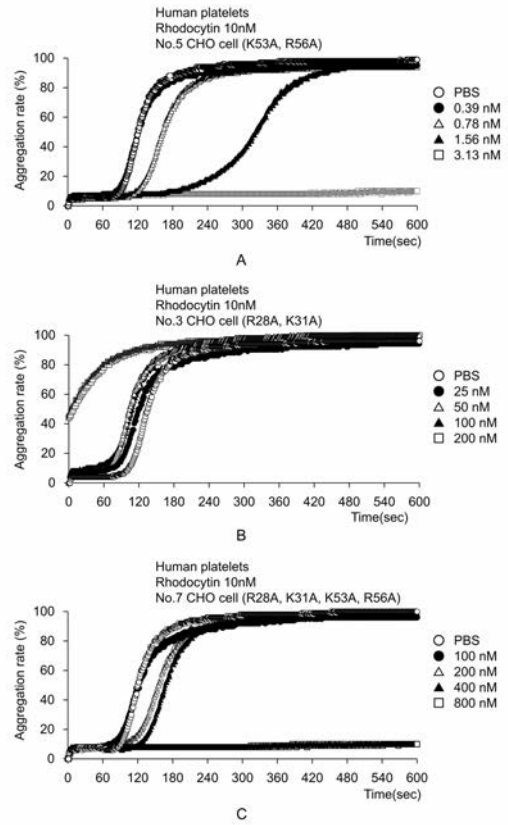 Human platelets
Rhodocytin 10nM
No.5 CHO cell (K53A, R56A)
Aggregation rate (%)
100
80
60
40
20
0
0 60 120 180 240 300 360 420 480 540 600
Time(sec)
PBS
0.39 nM
0.78 nM
1.56 nM
3.13 nM
A
Human platelets
Rhodocytin 10nM
No.3 CHO cell (R28A, K31A)
Aggregation rate (%)
100
80
60
40
20
0
0 60 120 180 240 300 360 420 480 540 600
Time(sec)
PBS
25 nM
50 nM
100 nM
200 nM
B
Human platelets
Rhodocytin 10nM
No.7 CHO cell (R28A, K31A, K53A, R56A)
Aggregation rate (%)
100
80
60
40
20
0
0 60 120 180 240 300 360 420 480 540 600
Time(sec)
PBS
100 nM
200 nM
400 nM
800 nM
C